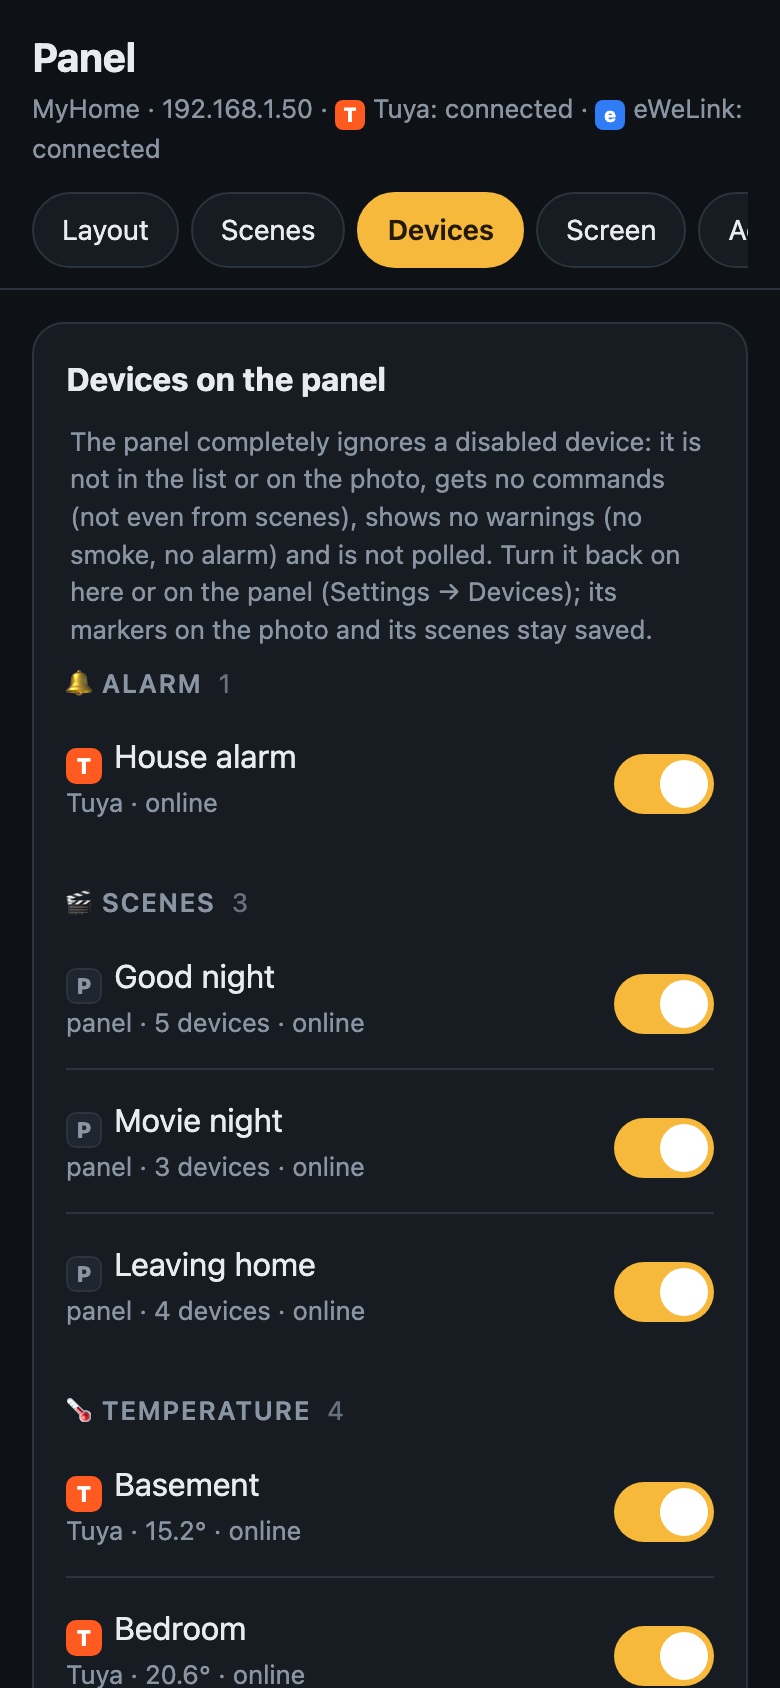 Panel
MyHome · 192.168.1.50 · T Tuya: connected · e eWeLink:
connected
Layout Scenes Devices Screen
Devices on the panel
The panel completely ignores a disabled device: it is
not in the list or on the photo, gets no commands
(not even from scenes), shows no warnings (no
smoke, no alarm) and is not polled. Turn it back on
here or on the panel (Settings → Devices); its
markers on the photo and its scenes stay saved.
ALARM 1
T House alarm
Tuya · online
SCENES 3
P Good night
panel · 5 devices · online
P Movie night
panel · 3 devices · online
P Leaving home
panel · 4 devices · online
TEMPERATURE 4
T Basement
Tuya · 15.2° · online
T Bedroom
Tuya · 20.6° · online